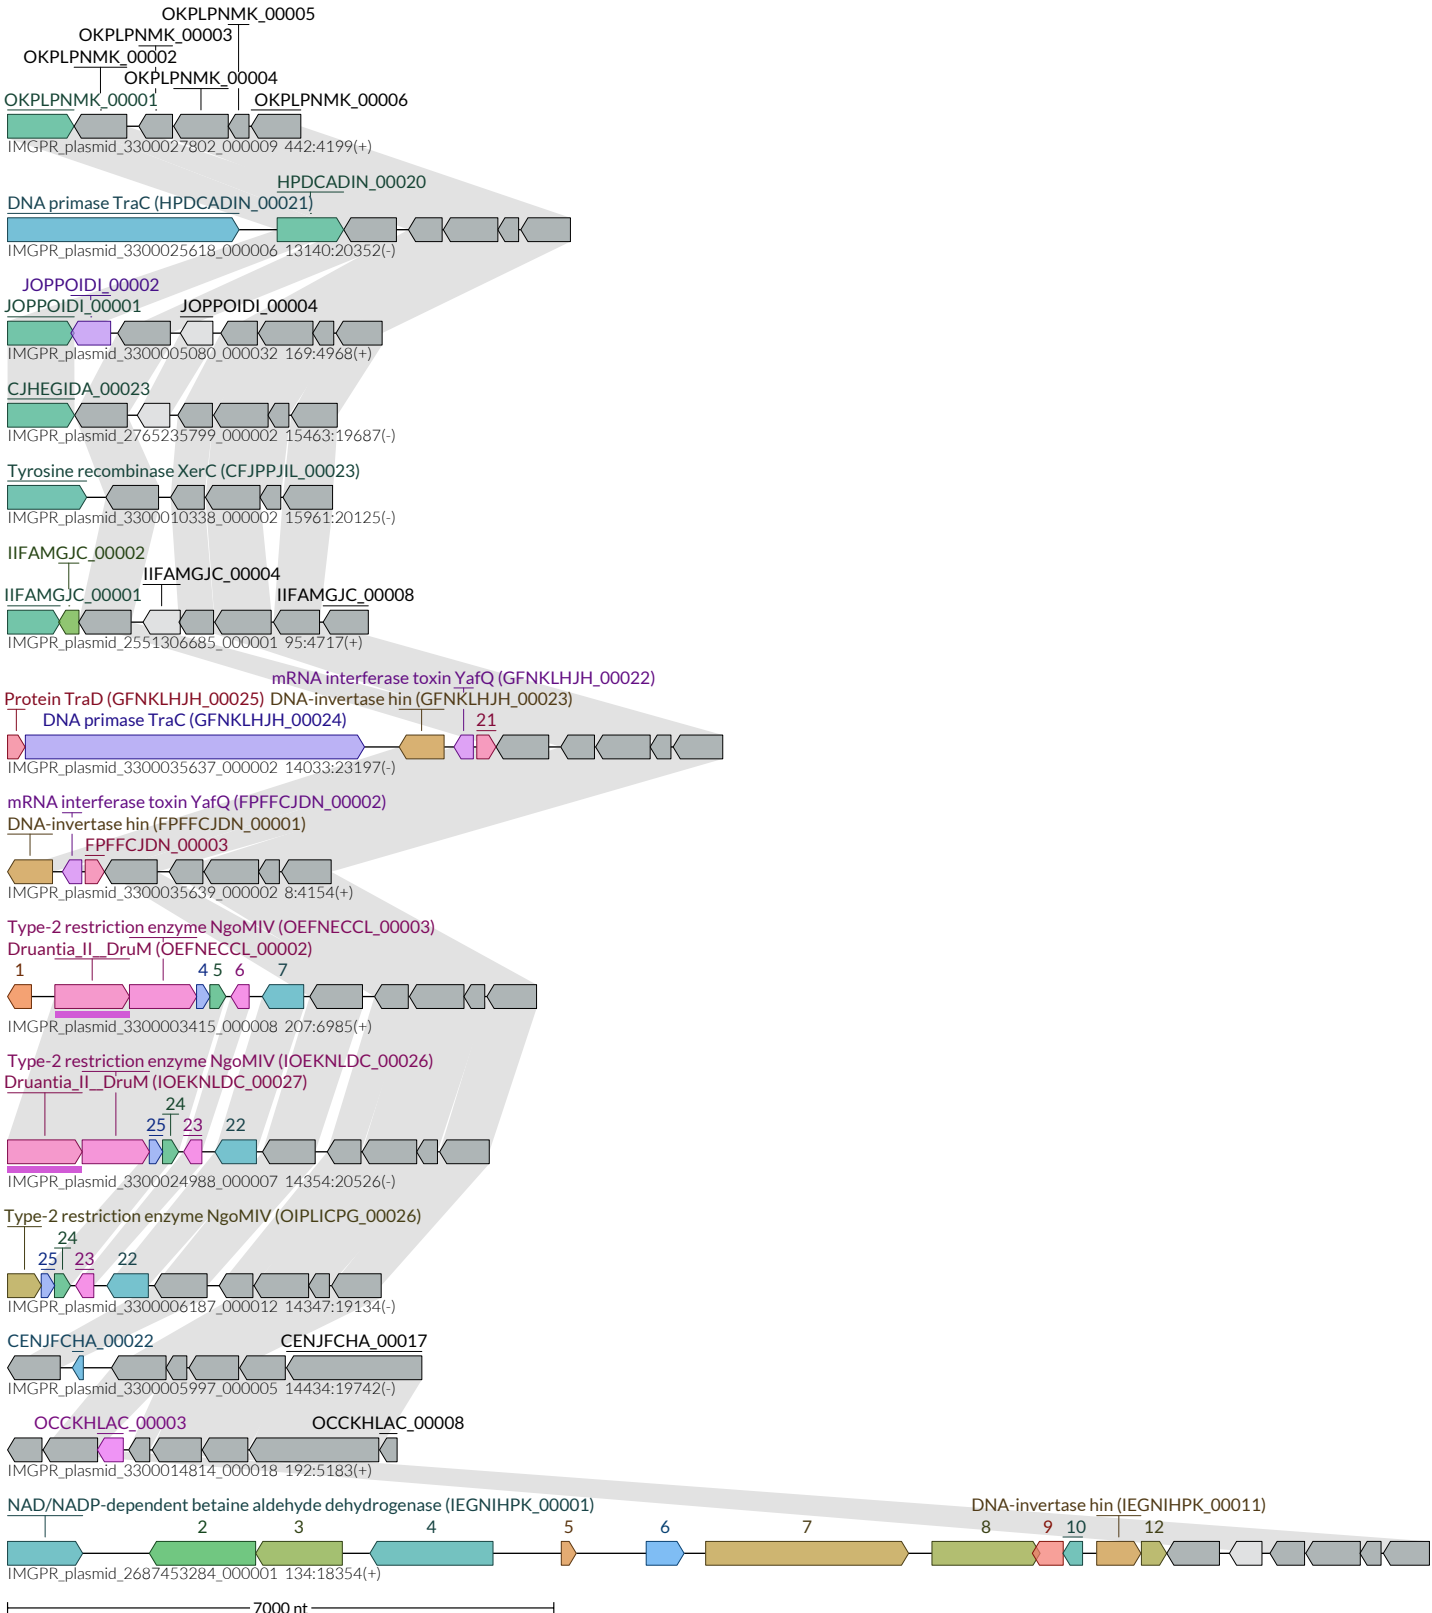 OKPLPNMK_00005
OKPLPNMK_00003
OKPLPNMK_00002
OKPLPNMK_00004
OKPLPNMK_00001 OKPLPNMK_00006
IMGPR_plasmid_3300027802_000009 442:4199(+)
HPDCADIN_00020
DNA primase TraC (HPDCADIN_00021)
IMGPR_plasmid_3300025618_000006 13140:20352(-)
JOPPOIDI_00002
JOPPOIDI_00001 JOPPOIDI_00004
IMGPR_plasmid_3300005080_000032 169:4968(+)
CJHEGIDA_00023
IMGPR_plasmid_2765235799_000002 15463:19687(-)
Tyrosine recombinase XerC (CFJPPJIL_00023)
IMGPR_plasmid_3300010338_000002 15961:20125(-)
IIFAMGJC_00002
IIFAMGJC_00004
IIFAMGJC_00001 IIFAMGJC_00008
IMGPR_plasmid_2551306685_000001 95:4717(+)
mRNA interferase toxin YafQ (GFNKLHJH_00022)
Protein TraD (GFNKLHJH_00025) DNA-invertase hin (GFNKLHJH_00023)
DNA primase TraC (GFNKLHJH_00024) 21
IMGPR_plasmid_3300035637_000002 14033:23197(-)
mRNA interferase toxin YafQ (FPFFCJDN_00002)
DNA-invertase hin (FPFFCJDN_00001)
FPFFCJDN_00003
IMGPR_plasmid_3300035639_000002 8:4154(+)
Type-2 restriction enzyme NgoMIV (OEFNECCL_00003)
Druantia_II__DruM (OEFNECCL_00002)
1 4 5 6 7
IMGPR_plasmid_3300003415_000008 207:6985(+)
Type-2 restriction enzyme NgoMIV (IOEKNLDC_00026)
Druantia_II__DruM (IOEKNLDC_00027)
24
25 23 22
IMGPR_plasmid_3300024988_000007 14354:20526(-)
Type-2 restriction enzyme NgoMIV (OIPLICPG_00026)
24
25 23 22
IMGPR_plasmid_3300006187_000012 14347:19134(-)
CENJFCHA_00022 CENJFCHA_00017
IMGPR_plasmid_3300005997_000005 14434:19742(-)
OCCKHLAC_00003 OCCKHLAC_00008
IMGPR_plasmid_3300014814_000018 192:5183(+)
NAD/NADP-dependent betaine aldehyde dehydrogenase (IEGNIHPK_00001) DNA-invertase hin (IEGNIHPK_00011)
2 3 4 5 6 7 8 9 10 12
IMGPR_plasmid_2687453284_000001 134:18354(+)
7000 nt